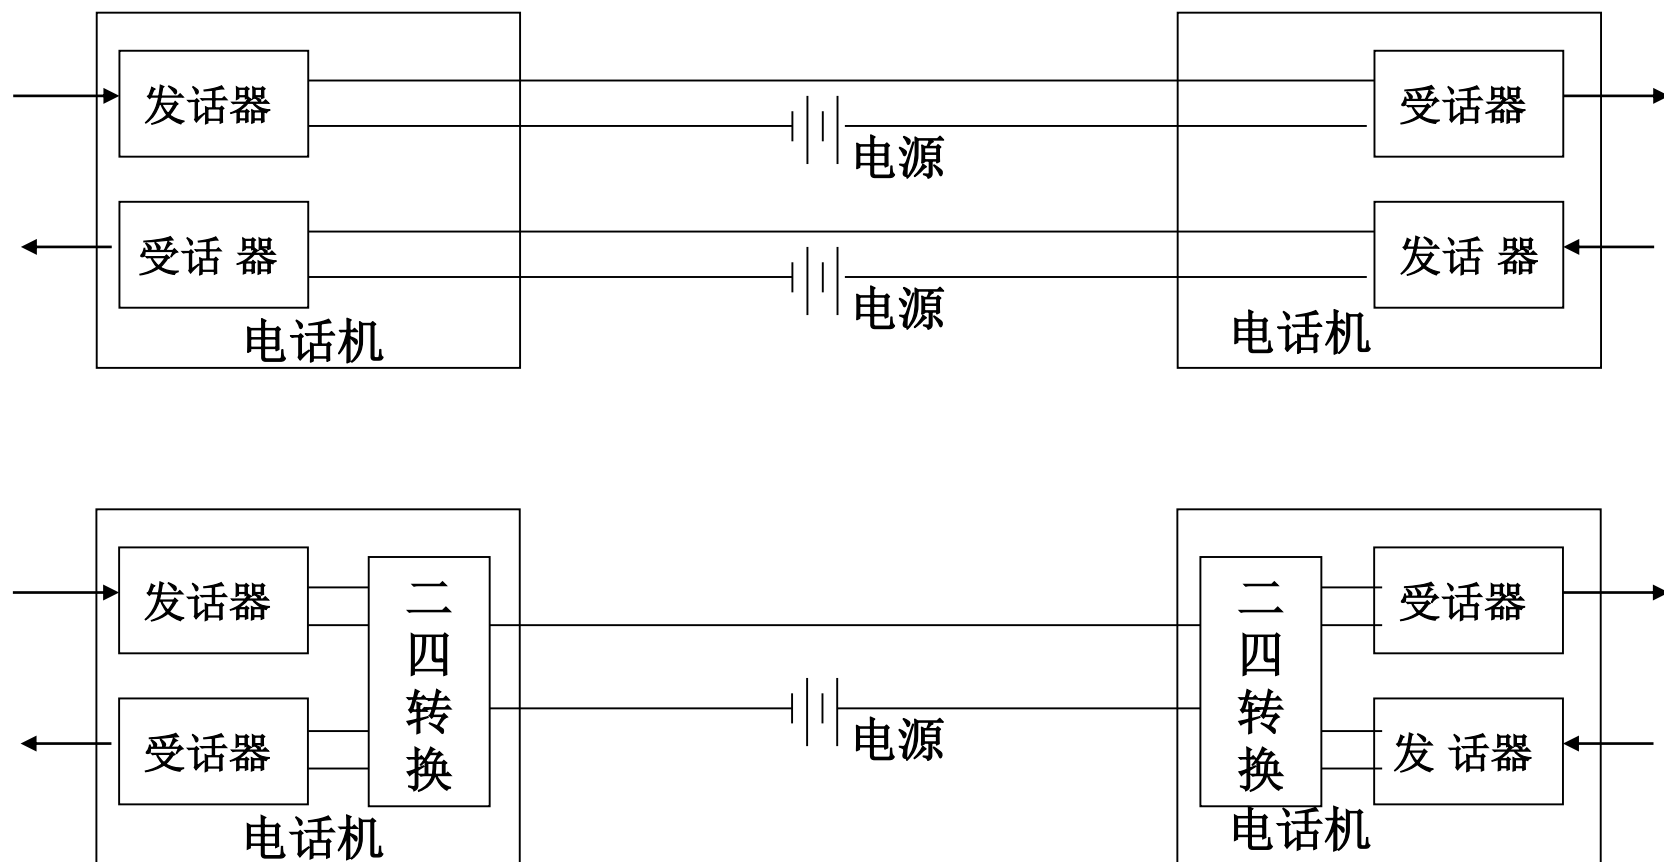 发话器
受话器
电源
受话 器
发话 器
电源
电话机
电话机
发话器
二四转换
二四转换
受话器
受话器
电源
发 话器
电话机
电话机